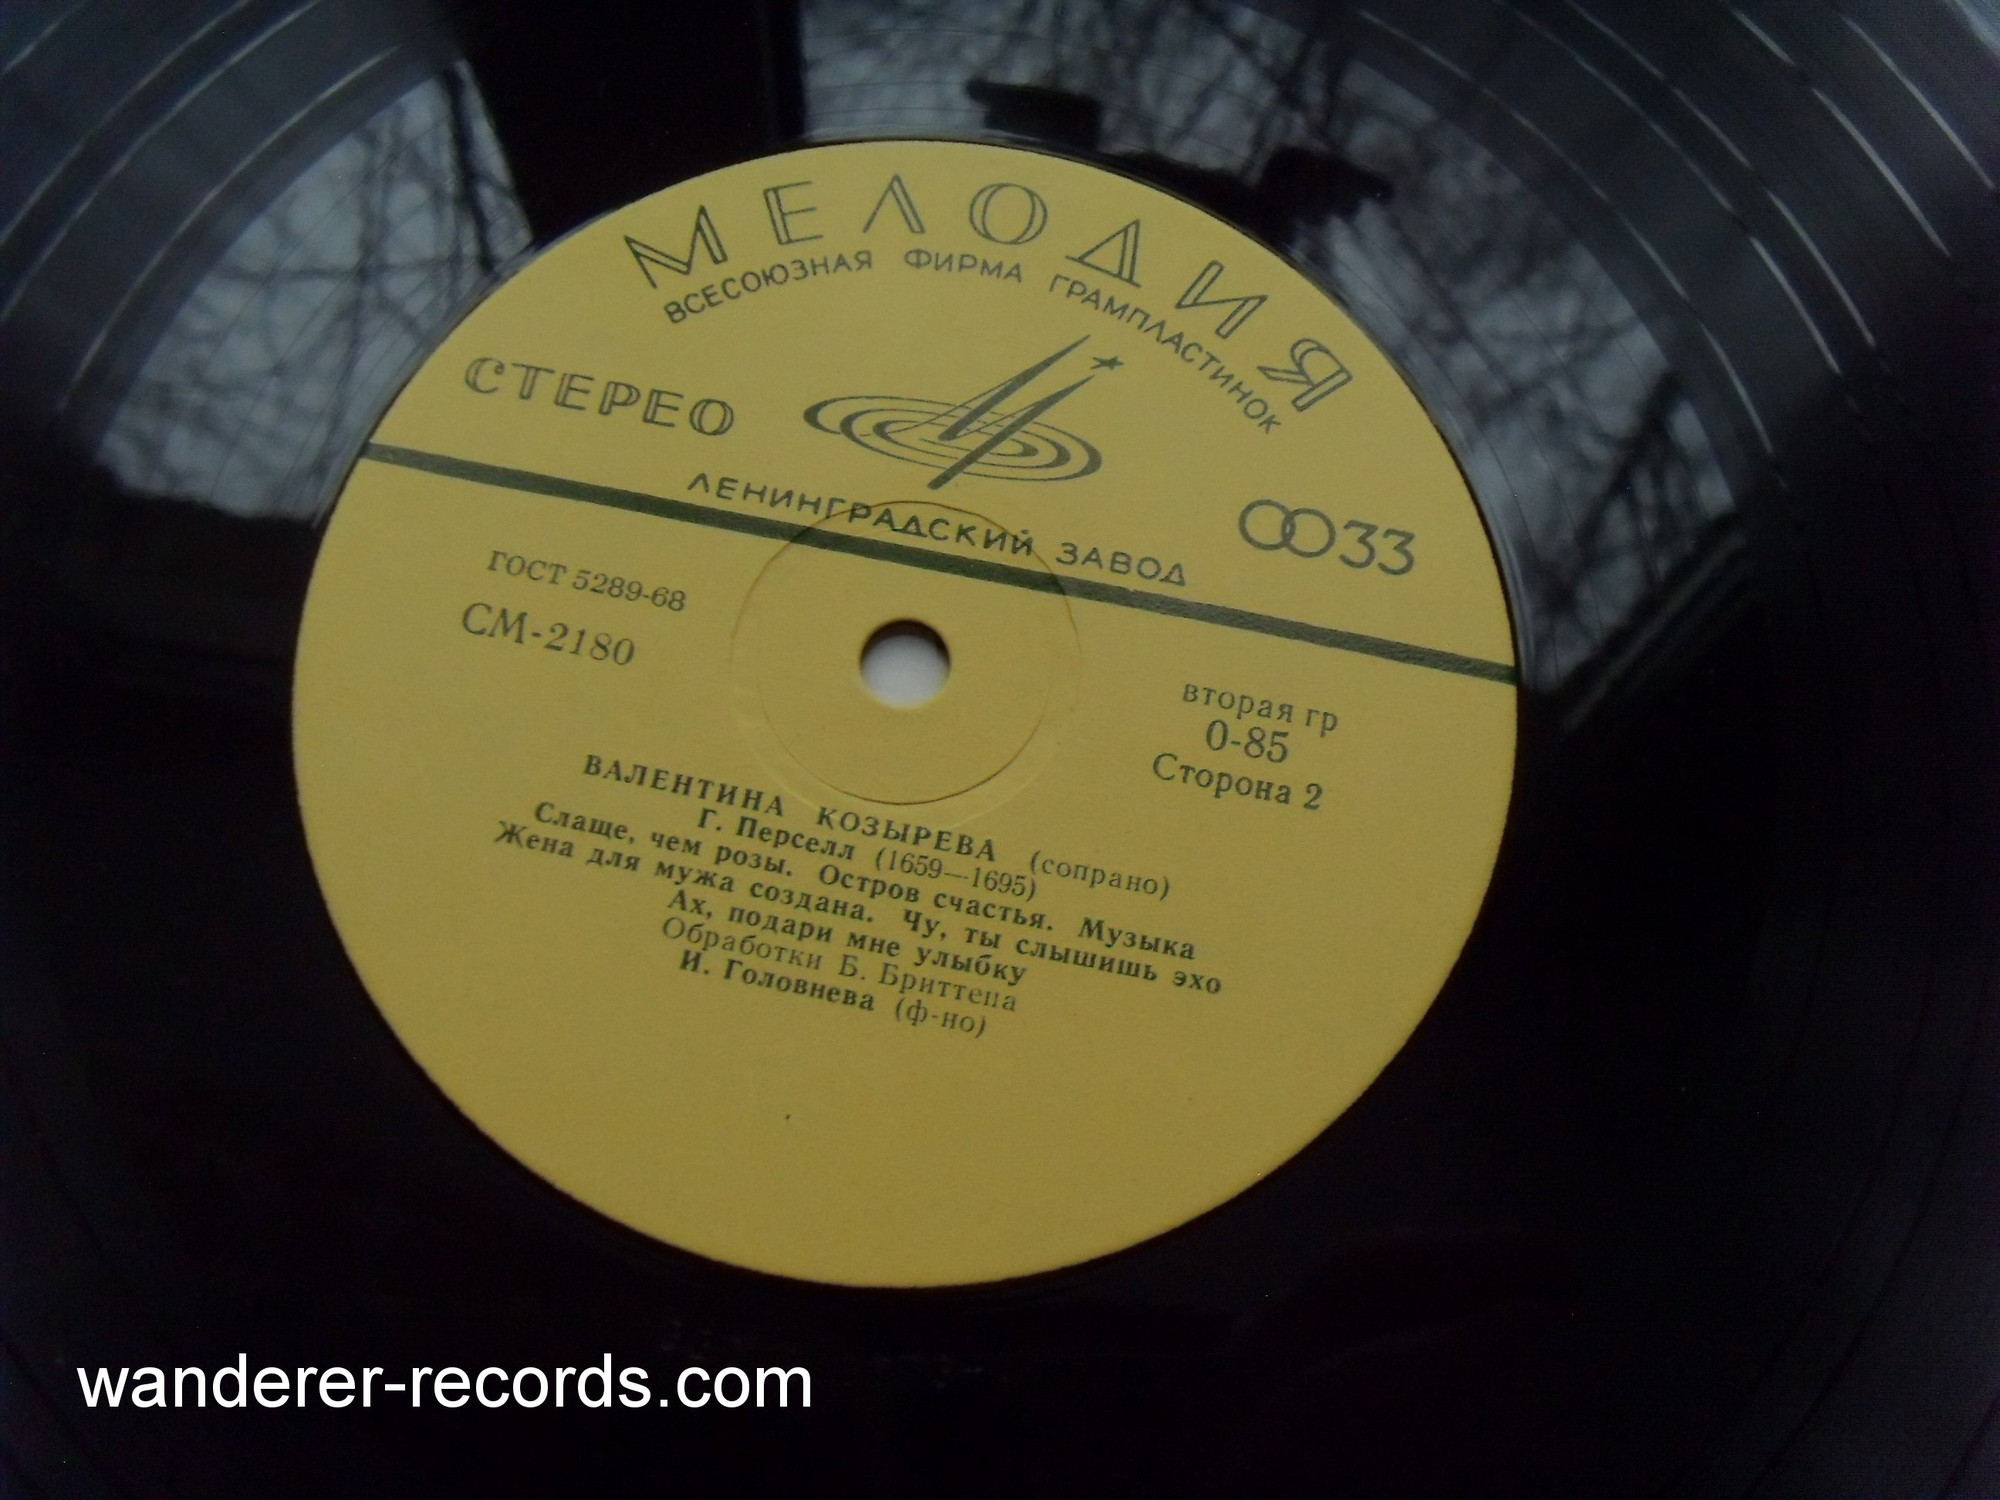 МЕЛОДИЯ
ВСЕСОЮЗНАЯ ФИРМА ГРАМПЛАСТИНОК
СТЕРЕО
ЛЕНИНГРАДСКИЙ ЗАВОД
33
ГОСТ 5289-68
СМ-2180
вторая гр
0-85
Сторона 2
ВАЛЕНТИНА КОЗЫРЕВА (сопрано)
Г. Перселл (1659—1695)
Слаще, чем розы. Остров счастья. Музыка
Жена для мужа создана. Чу, ты слышишь эхо
Ах, подари мне улыбку
Обработки Б. Бриттена
И. Головнева (ф-но)
wanderer-records.com